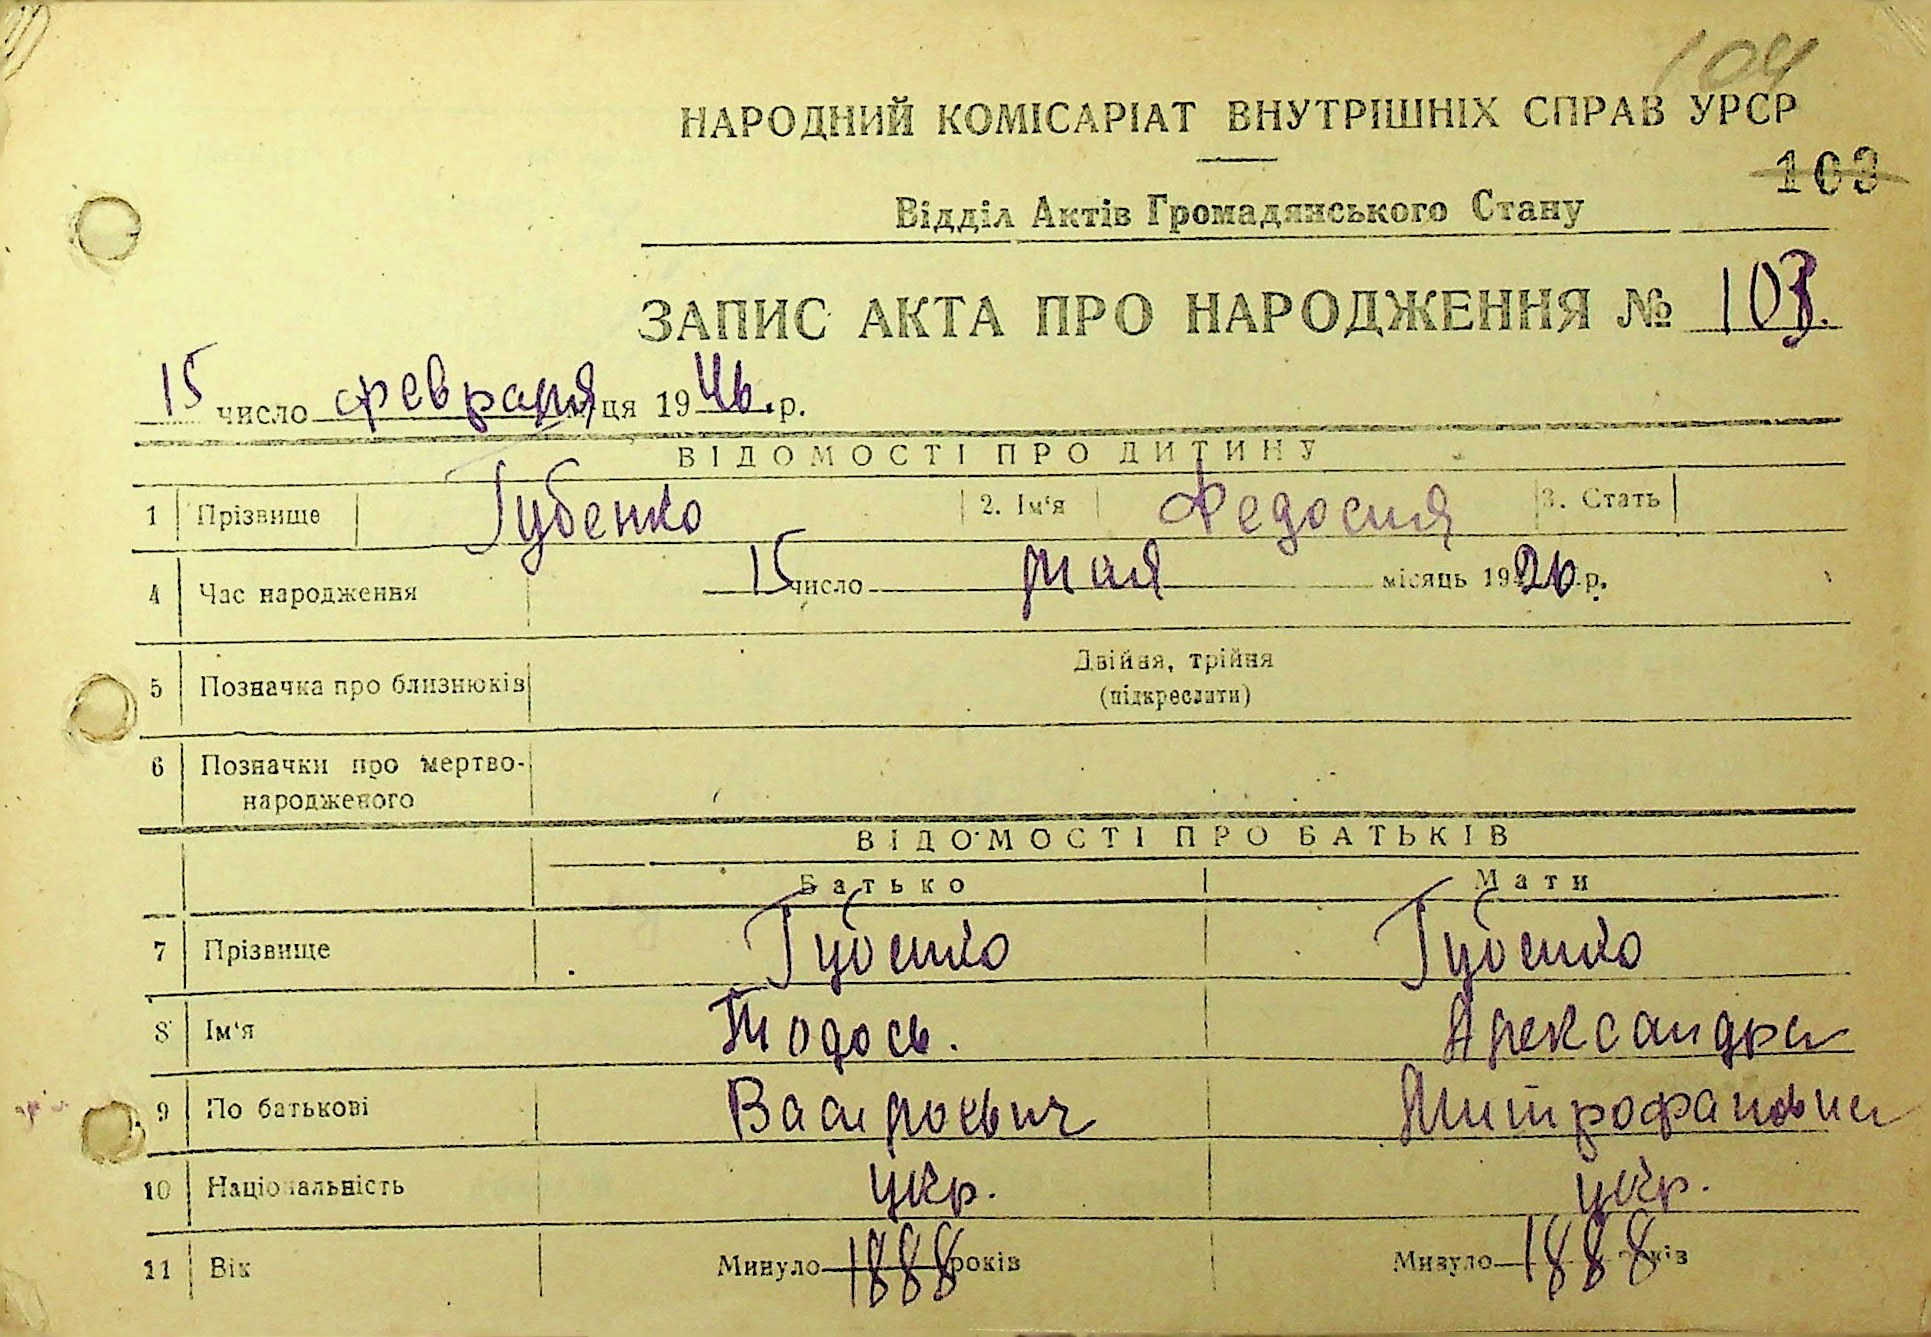 104
НАРОДНИЙ КОМІСАРІАТ ВНУТРІШНІХ СПРАВ УРСР
103
Відділ Актів Громадянського Стану
ЗАПИС АКТА ПРО НАРОДЖЕННЯ № 103.
15 число февраля м-ця 1946.р.
ВІДОМОСТІ ПРО ДИТИНУ
1 Прізвище Губенко 2. Ім'я Федосия 3. Стать
4 Час народження 15 число мая місяць 1926 р.
5 Позначка про близнюків Двійня, трійня
(підкреслити)
6 Позначки про мертво-
народженого
ВІДОМОСТІ ПРО БАТЬКІВ
Батько Мати
7 Прізвище Губенко Губенко
8 Ім'я Тодось. Александра
9 По батькові Василиевич Митрофановна
10 Національність укр. укр.
11 Вік Минуло 1888 років Минуло 1888 років